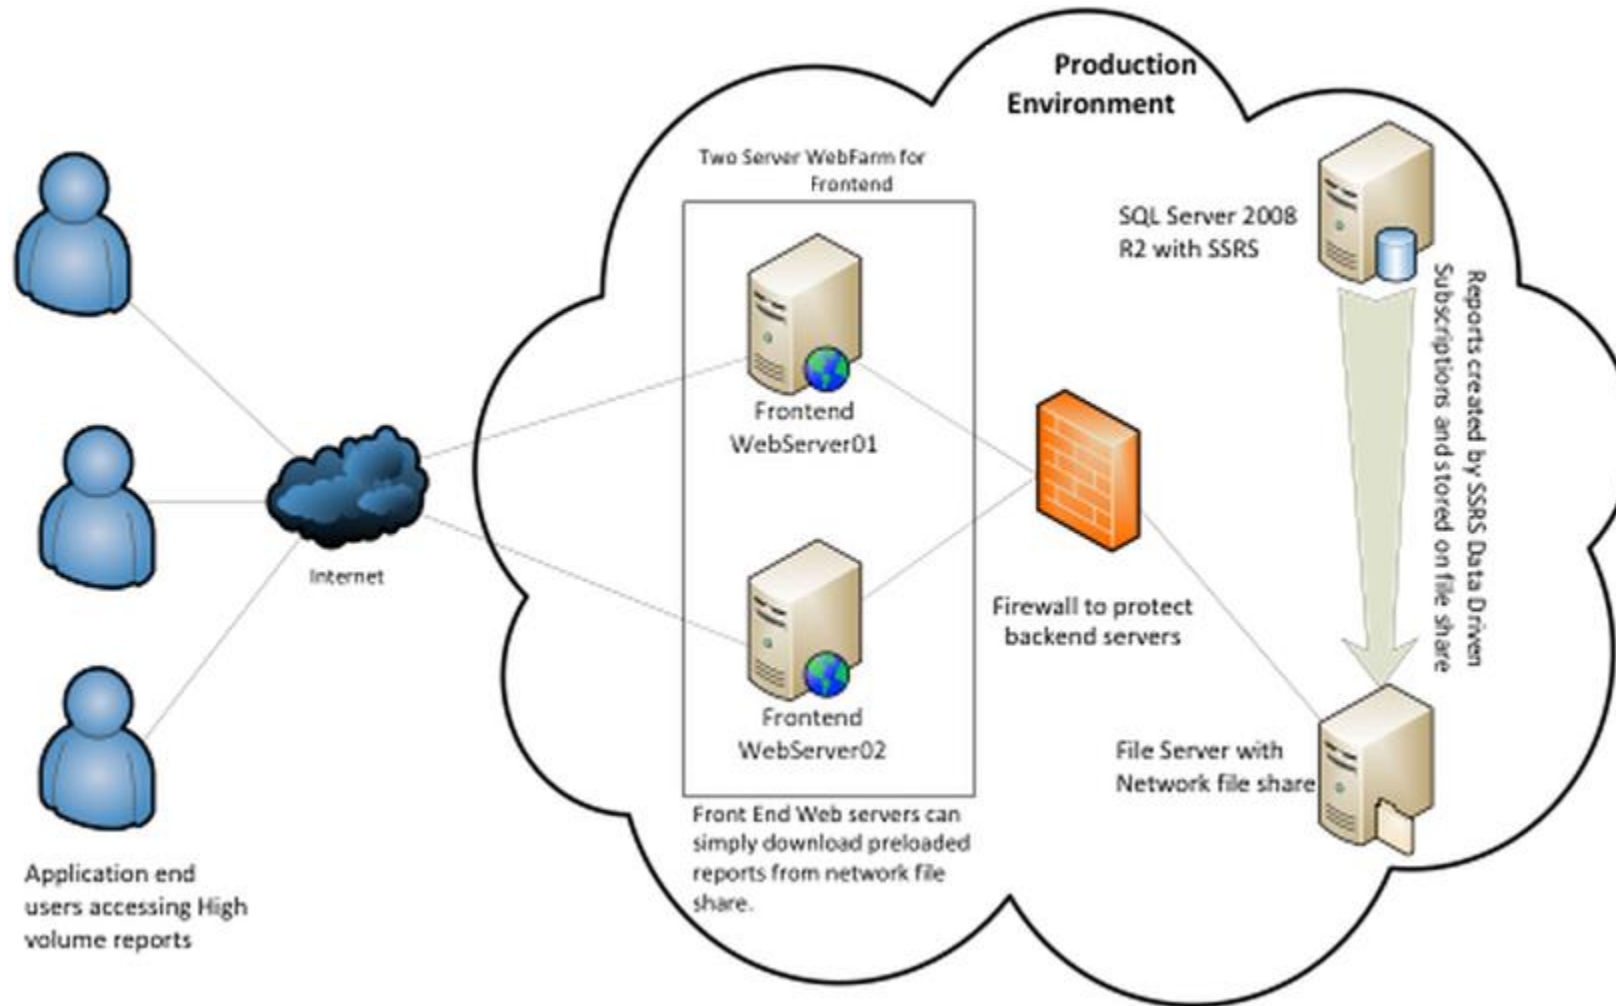 Production
Environment
Two Server WebFarm for
Frontend
SQL Server 2008
R2 with SSRS
Reports created by SSRS Data Driven
Subscriptions and stored on file share
Frontend
WebServer01
Internet
Firewall to protect
backend servers
Frontend
WebServer02
File Server with
Network file share
Front End Web servers can
simply download preloaded
reports from network file
share.
Application end
users accessing High
volume reports